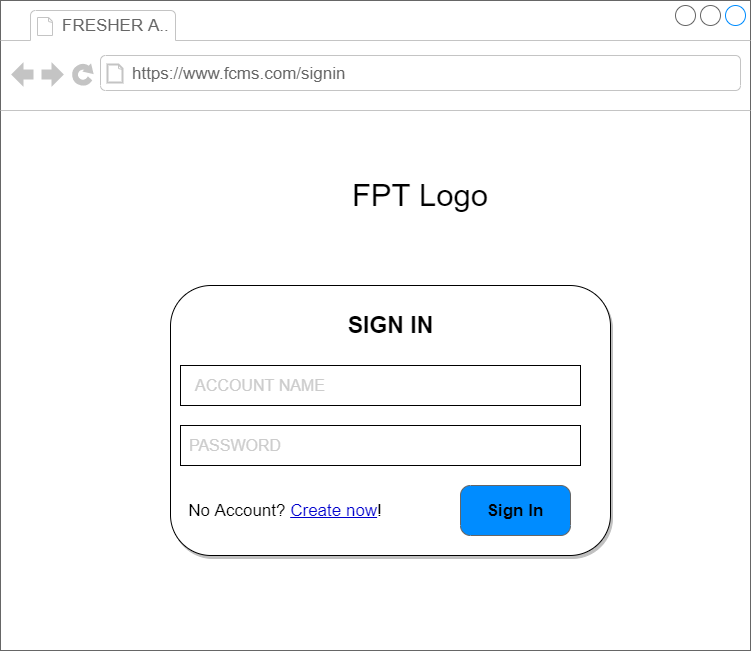 FRESHER A..
https://www.fcms.com/signin
FPT Logo
SIGN IN
ACCOUNT NAME
PASSWORD
No Account? Create now!
Sign In